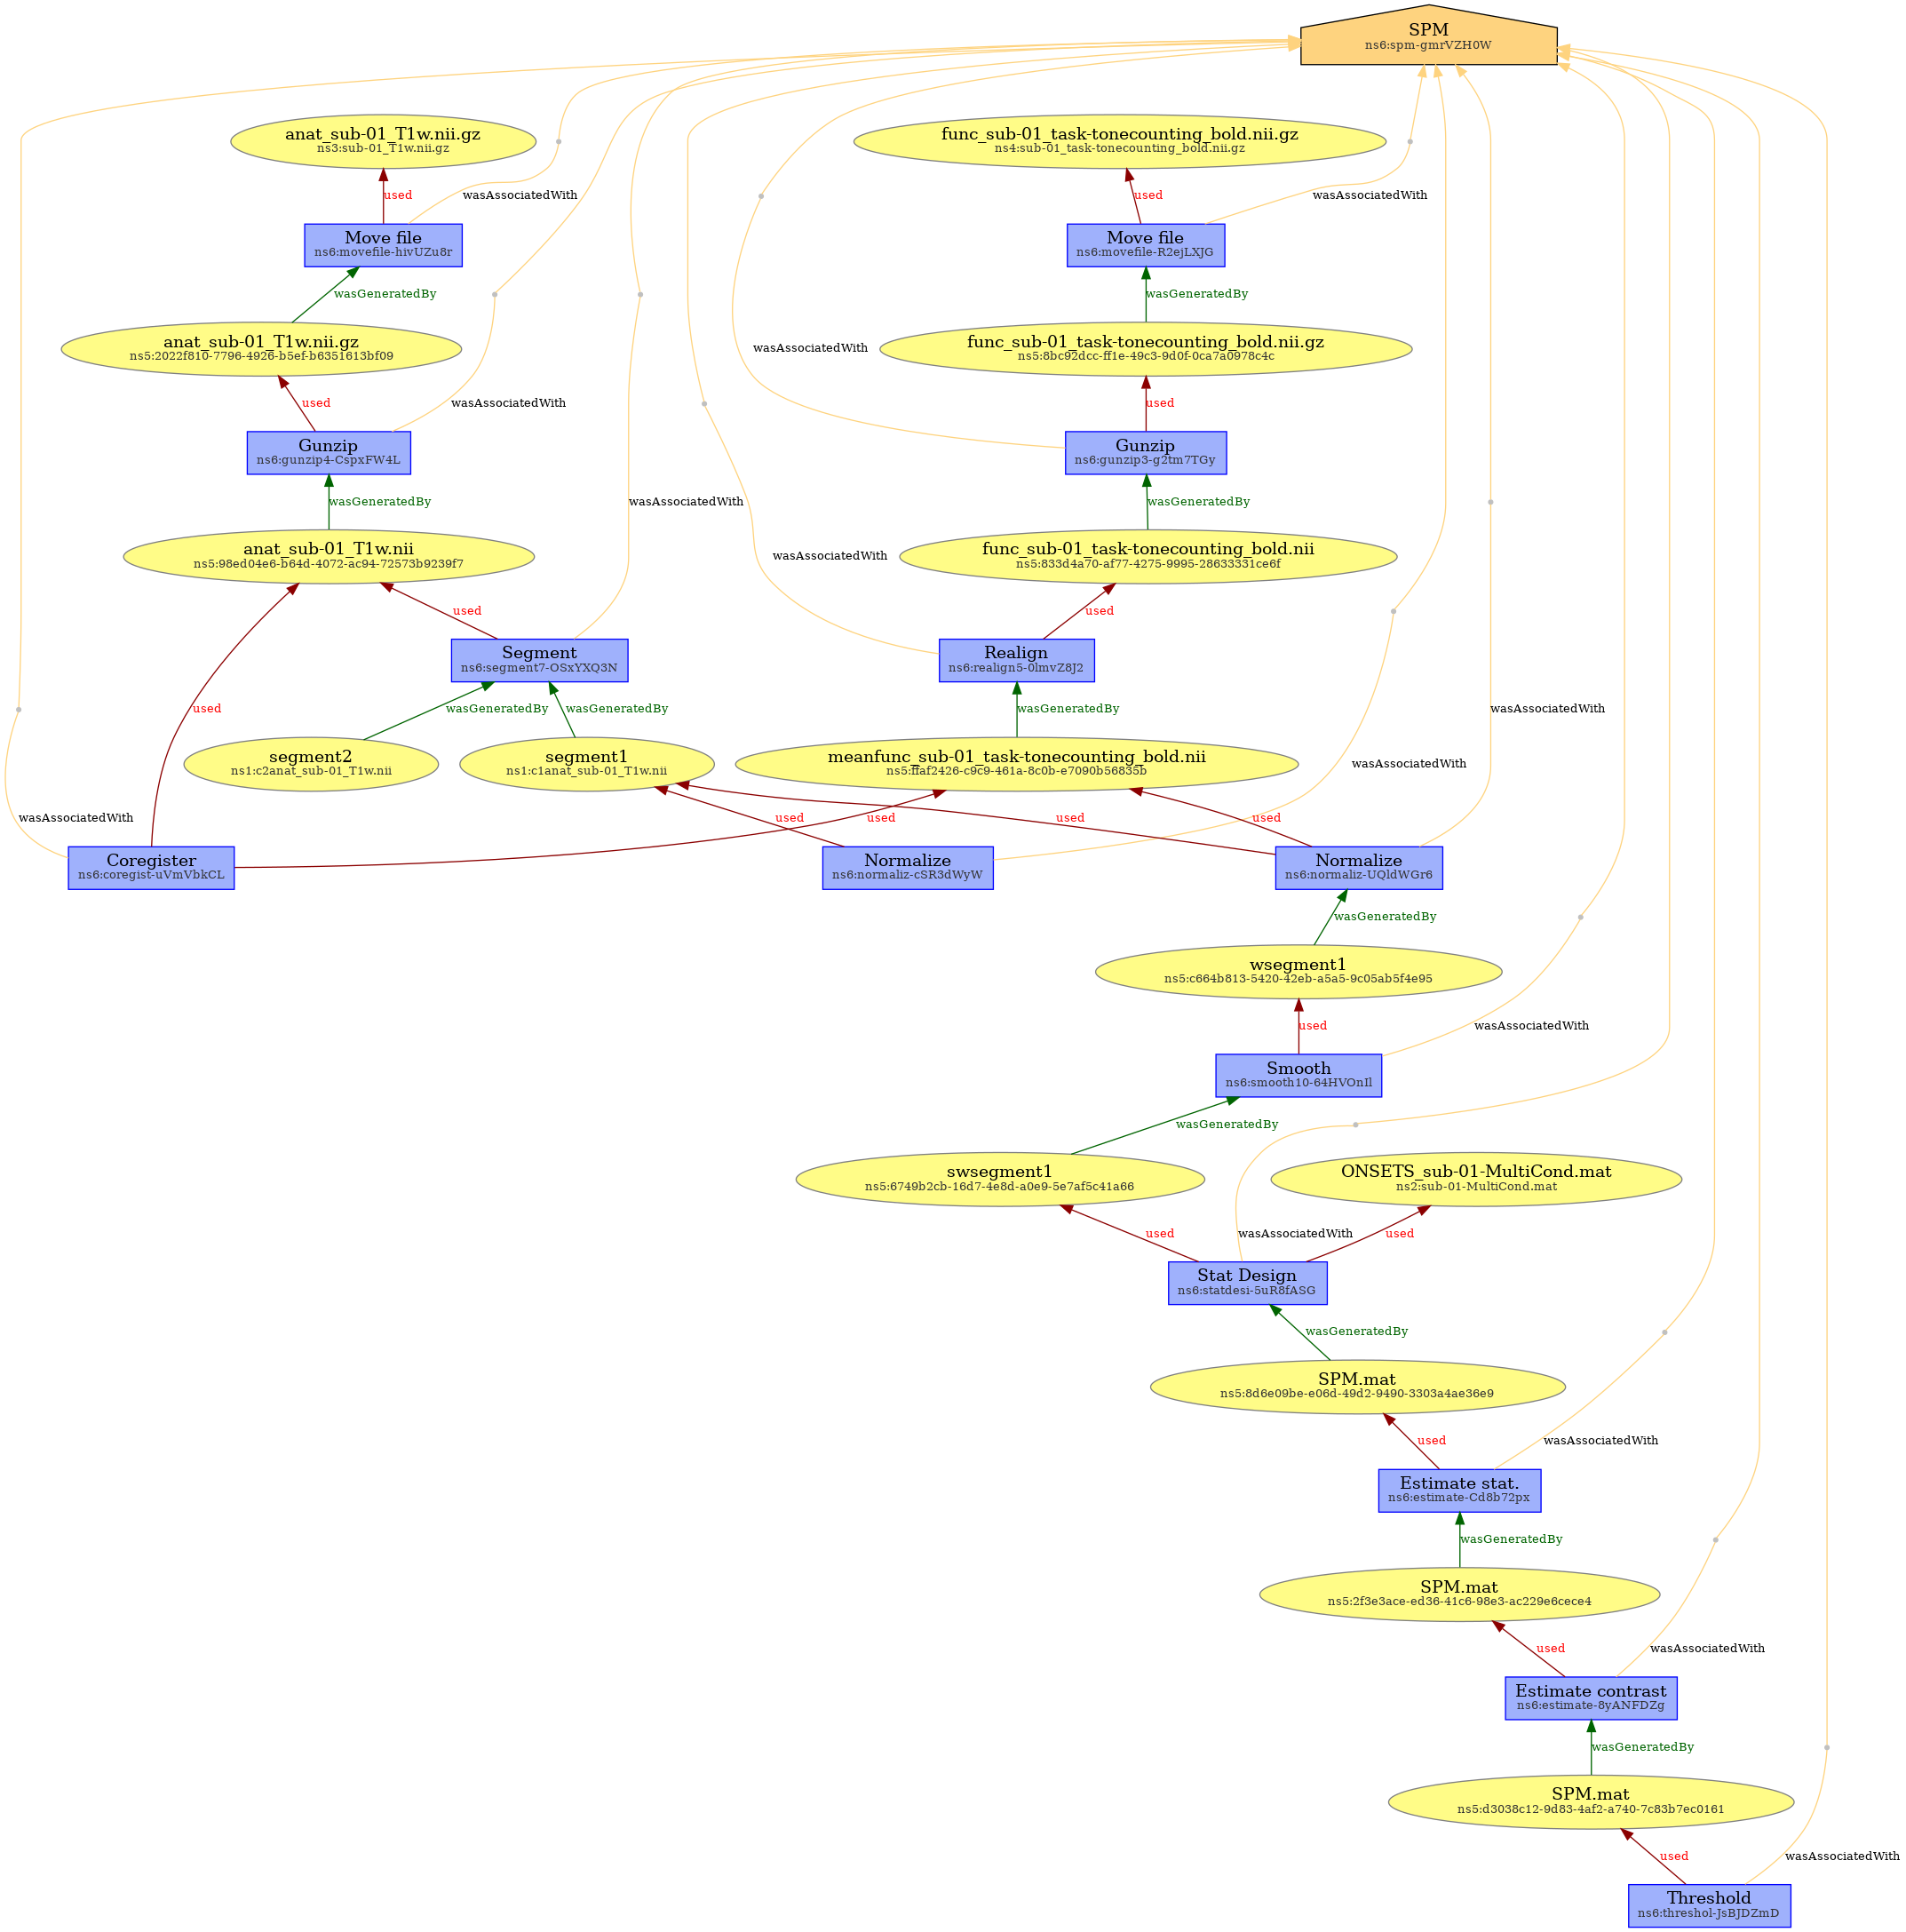 SPM
ns6:spm-gmrVZH0W
anat_sub-01_T1w.nii.gz
ns3:sub-01_T1w.nii.gz
func_sub-01_task-tonecounting_bold.nii.gz
ns4:sub-01_task-tonecounting_bold.nii.gz
used
wasAssociatedWith
used
wasAssociatedWith
Move file
ns6:movefile-hivUZu8r
Move file
ns6:movefile-R2ejLXJG
wasGeneratedBy
wasGeneratedBy
anat_sub-01_T1w.nii.gz
ns5:2022f810-7796-4926-b5ef-b6351613bf09
wasAssociatedWith
func_sub-01_task-tonecounting_bold.nii.gz
ns5:8bc92dcc-ff1e-49c3-9d0f-0ca7a0978c4c
used
wasAssociatedWith
used
Gunzip
ns6:gunzip4-CspxFW4L
Gunzip
ns6:gunzip3-g2tm7TGy
wasGeneratedBy
wasAssociatedWith
wasGeneratedBy
anat_sub-01_T1w.nii
ns5:98ed04e6-b64d-4072-ac94-72573b9239f7
wasAssociatedWith
func_sub-01_task-tonecounting_bold.nii
ns5:833d4a70-af77-4275-9995-28633331ce6f
used
used
Segment
ns6:segment7-OSxYXQ3N
Realign
ns6:realign5-0lmvZ8J2
used
wasGeneratedBy
wasGeneratedBy
wasGeneratedBy
wasAssociatedWith
segment2
ns1:c2anat_sub-01_T1w.nii
segment1
ns1:c1anat_sub-01_T1w.nii
meanfunc_sub-01_task-tonecounting_bold.nii
ns5:ffaf2426-c9c9-461a-8c0b-e7090b56835b
wasAssociatedWith
wasAssociatedWith
used
used
used
used
Coregister
ns6:coregist-uVmVbkCL
Normalize
ns6:normaliz-cSR3dWyW
Normalize
ns6:normaliz-UQldWGr6
wasGeneratedBy
wsegment1
ns5:c664b813-5420-42eb-a5a5-9c05ab5f4e95
used
wasAssociatedWith
Smooth
ns6:smooth10-64HVOnIl
wasGeneratedBy
swsegment1
ns5:6749b2cb-16d7-4e8d-a0e9-5e7af5c41a66
ONSETS_sub-01-MultiCond.mat
ns2:sub-01-MultiCond.mat
used
wasAssociatedWith
used
Stat Design
ns6:statdesi-5uR8fASG
wasGeneratedBy
SPM.mat
ns5:8d6e09be-e06d-49d2-9490-3303a4ae36e9
used
wasAssociatedWith
Estimate stat.
ns6:estimate-Cd8b72px
wasGeneratedBy
SPM.mat
ns5:2f3e3ace-ed36-41c6-98e3-ac229e6cece4
used
wasAssociatedWith
Estimate contrast
ns6:estimate-8yANFDZg
wasGeneratedBy
SPM.mat
ns5:d3038c12-9d83-4af2-a740-7c83b7ec0161
used
wasAssociatedWith
Threshold
ns6:threshol-JsBJDZmD